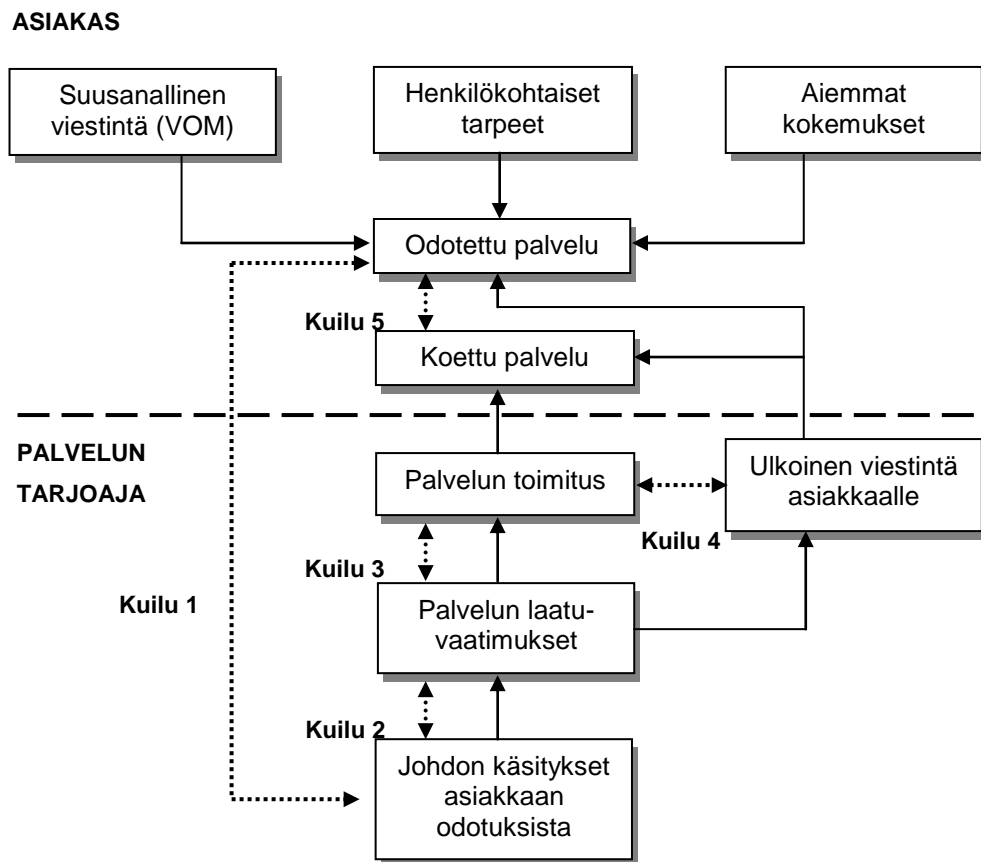 ASIAKAS
Suusanallinen
viestintä (VOM)
Henkilökohtaiset
tarpeet
Aiemmat
kokemukset
Odotettu palvelu
Kuilu 5
Koettu palvelu
PALVELUN
TARJOAJA
Palvelun toimitus
Ulkoinen viestintä
asiakkaalle
Kuilu 4
Kuilu 3
Kuilu 1
Palvelun laatu-
vaatimukset
Kuilu 2
Johdon käsitykset
asiakkaan
odotuksista